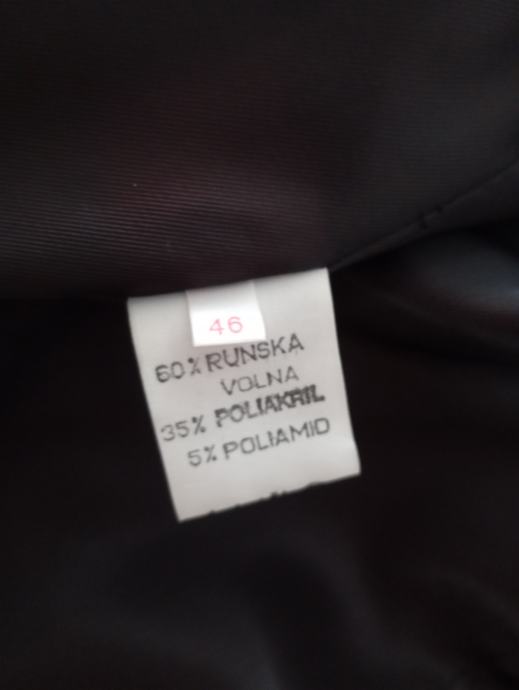 46
60% RUNSKA
VOLNA
35% POLIAKRIL
5% POLIAMID